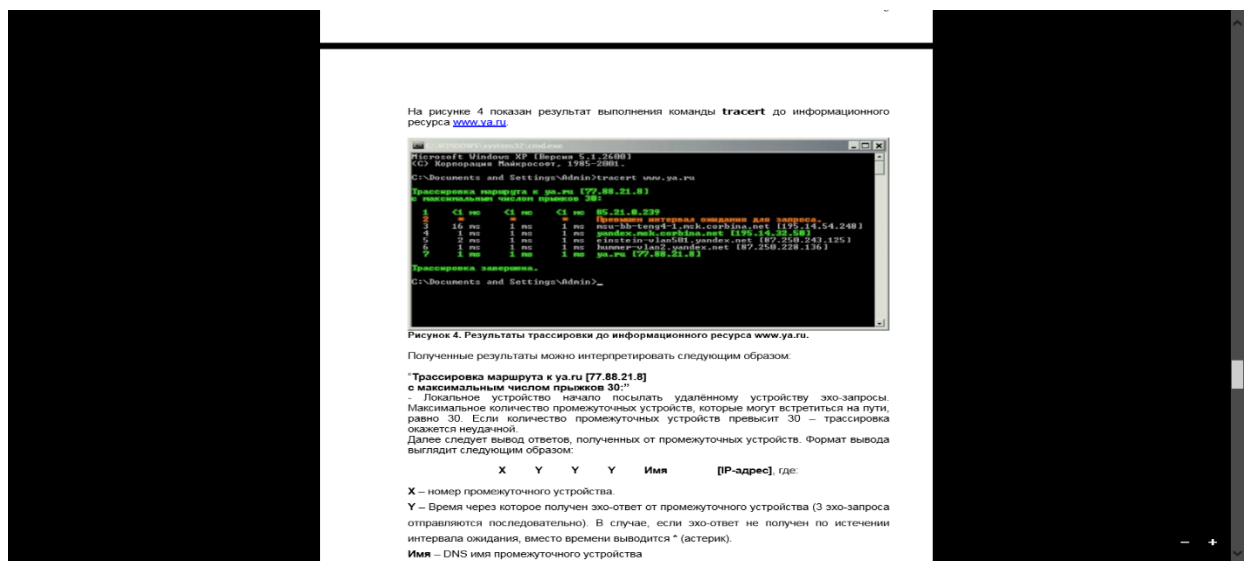 На рисунке 4 показан результат выполнения команды tracert до информационного
ресурса www.ya.ru.
C:\WINDOWS\system32\cmd.exe
Microsoft Windows XP [Версия 5.1.2600]
(C) Корпорация Майкрософт, 1985-2001.
C:\Documents and Settings\Admin>tracert www.ya.ru
Трассировка маршрута к ya.ru [77.88.21.8]
с максимальным числом прыжков 30:
1 <1 мс <1 мс <1 мс 85.21.0.239
2 * * * Превышен интервал ожидания для запроса.
3 16 ms 1 ms 1 ms msu-bb-teng4-1.msk.corbina.net [195.14.54.248]
4 1 ms 1 ms 1 ms yandex.msk.corbina.net [195.14.32.58]
5 2 ms 1 ms 1 ms einstein-vlan501.yandex.net [87.250.243.125]
6 1 ms 1 ms 1 ms hummer-vlan2.yandex.net [87.250.228.136]
7 1 ms 1 ms 1 ms ya.ru [77.88.21.8]
Трассировка завершена.
C:\Documents and Settings\Admin>_
Рисунок 4. Результаты трассировки до информационного ресурса www.ya.ru.
Полученные результаты можно интерпретировать следующим образом:
"Трассировка маршрута к ya.ru [77.88.21.8]
с максимальным числом прыжков 30:"
- Локальное устройство начало посылать удалённому устройству эхо-запросы.
Максимальное количество промежуточных устройств, которые могут встретиться на пути,
равно 30. Если количество промежуточных устройств превысит 30 – трассировка
окажется неудачной.
Далее следует вывод ответов, полученных от промежуточных устройств. Формат вывода
выглядит следующим образом:
X Y Y Y Имя [IP-адрес], где:
X – номер промежуточного устройства.
Y – Время через которое получен эхо-ответ от промежуточного устройства (3 эхо-запроса
отправляются последовательно). В случае, если эхо-ответ не получен по истечении
интервала ожидания, вместо времени выводится * (астерик).
Имя – DNS имя промежуточного устройства